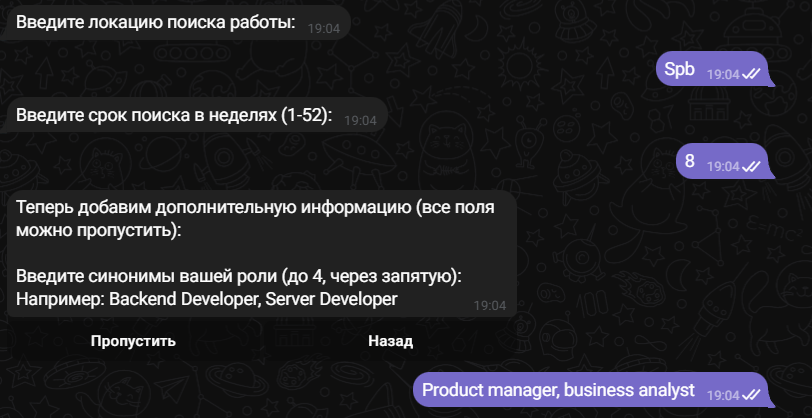 Введите локацию поиска работы: 19:04
Spb 19:04
Введите срок поиска в неделях (1-52): 19:04
8 19:04
Теперь добавим дополнительную информацию (все поля
можно пропустить):
Введите синонимы вашей роли (до 4, через запятую):
Например: Backend Developer, Server Developer 19:04
Пропустить Назад
Product manager, business analyst 19:04